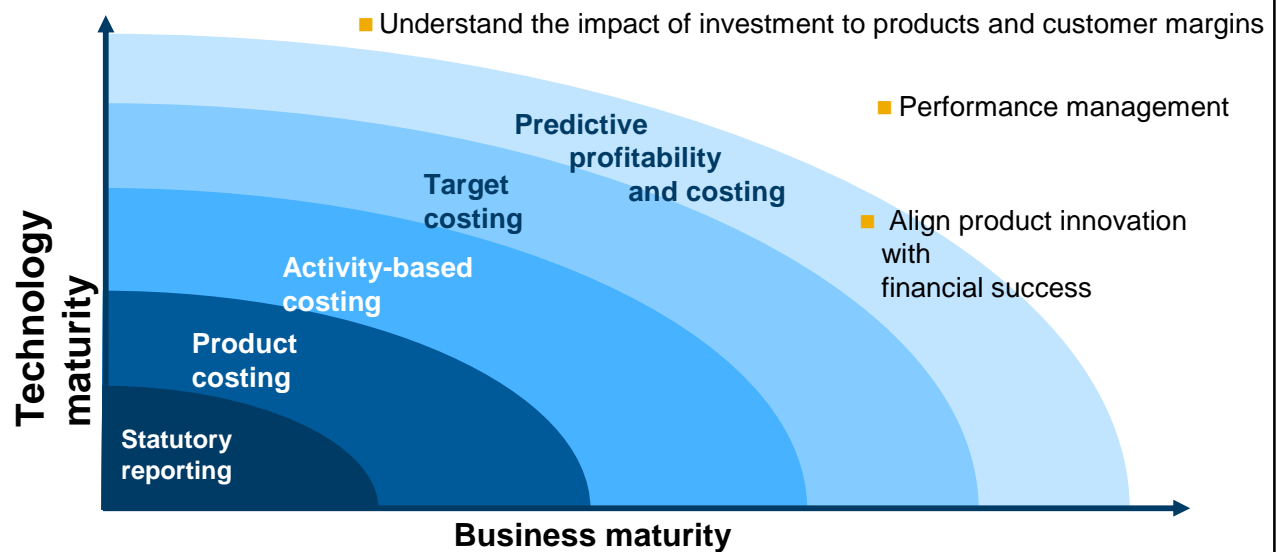 Understand the impact of investment to products and customer margins
Performance management
Predictive
profitability
and costing
Target
costing
Align product innovation
with
financial success
Activity-based
costing
Product
costing
Statutory
reporting
Technology
maturity
Business maturity